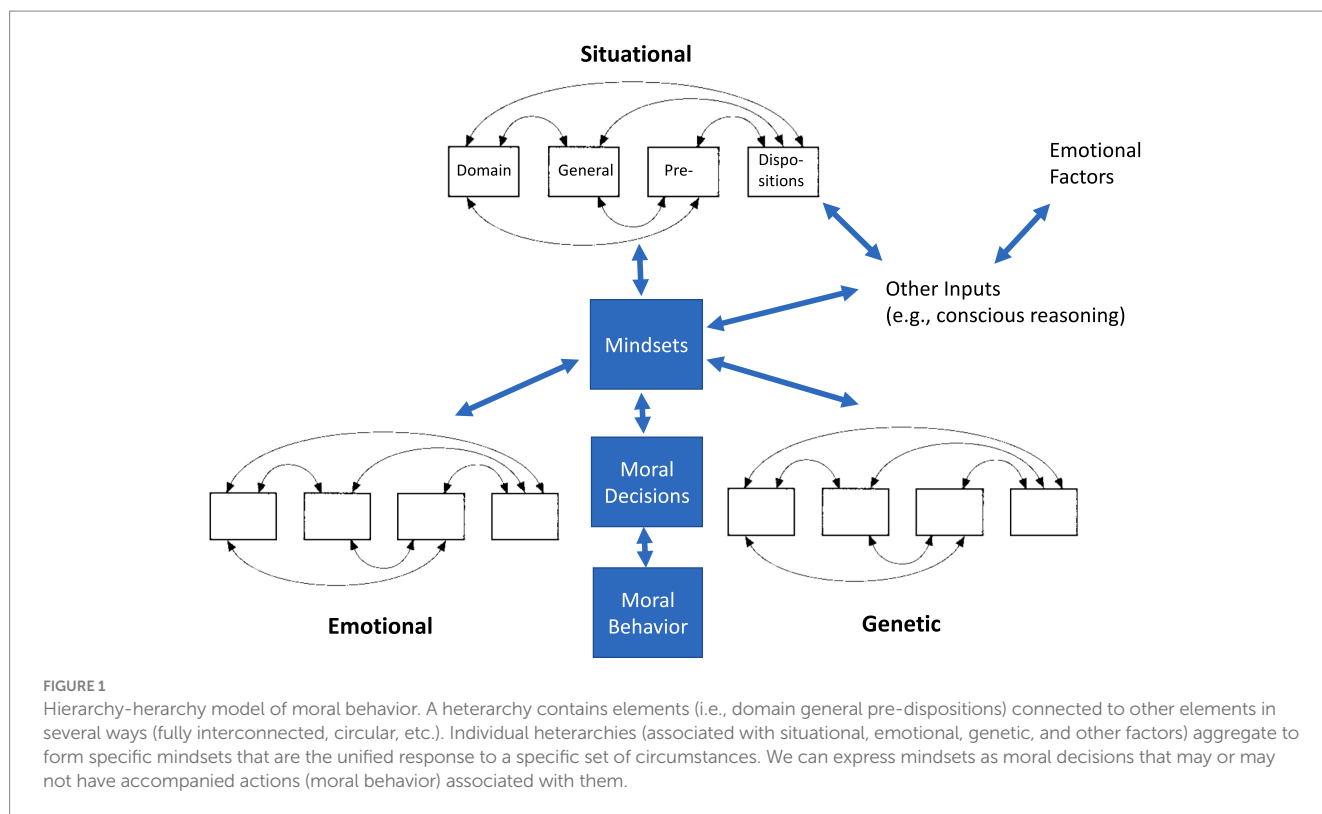 Situational
Domain
General
Pre-
Dispo-
sitions
Emotional
Factors
Other Inputs
(e.g., conscious reasoning)
Mindsets
Moral
Decisions
Moral
Behavior
Emotional
Genetic
FIGURE 1
Hierarchy-herarchy model of moral behavior. A heterarchy contains elements (i.e., domain general pre-dispositions) connected to other elements in
several ways (fully interconnected, circular, etc.). Individual heterarchies (associated with situational, emotional, genetic, and other factors) aggregate to
form specific mindsets that are the unified response to a specific set of circumstances. We can express mindsets as moral decisions that may or may
not have accompanied actions (moral behavior) associated with them.